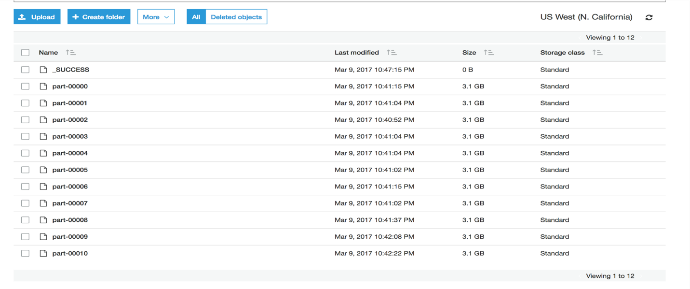 Upload + Create folder More All Deleted objects US West (N. California)
Viewing 1 to 12
Name Last modified Size Storage class
_SUCCESS Mar 9, 2017 10:47:15 PM 0 B Standard
part-00000 Mar 9, 2017 10:41:15 PM 3.1 GB Standard
part-00001 Mar 9, 2017 10:41:04 PM 3.1 GB Standard
part-00002 Mar 9, 2017 10:40:52 PM 3.1 GB Standard
part-00003 Mar 9, 2017 10:41:04 PM 3.1 GB Standard
part-00004 Mar 9, 2017 10:41:04 PM 3.1 GB Standard
part-00005 Mar 9, 2017 10:41:02 PM 3.1 GB Standard
part-00006 Mar 9, 2017 10:41:15 PM 3.1 GB Standard
part-00007 Mar 9, 2017 10:41:02 PM 3.1 GB Standard
part-00008 Mar 9, 2017 10:41:37 PM 3.1 GB Standard
part-00009 Mar 9, 2017 10:42:08 PM 3.1 GB Standard
part-00010 Mar 9, 2017 10:42:22 PM 3.1 GB Standard
Viewing 1 to 12